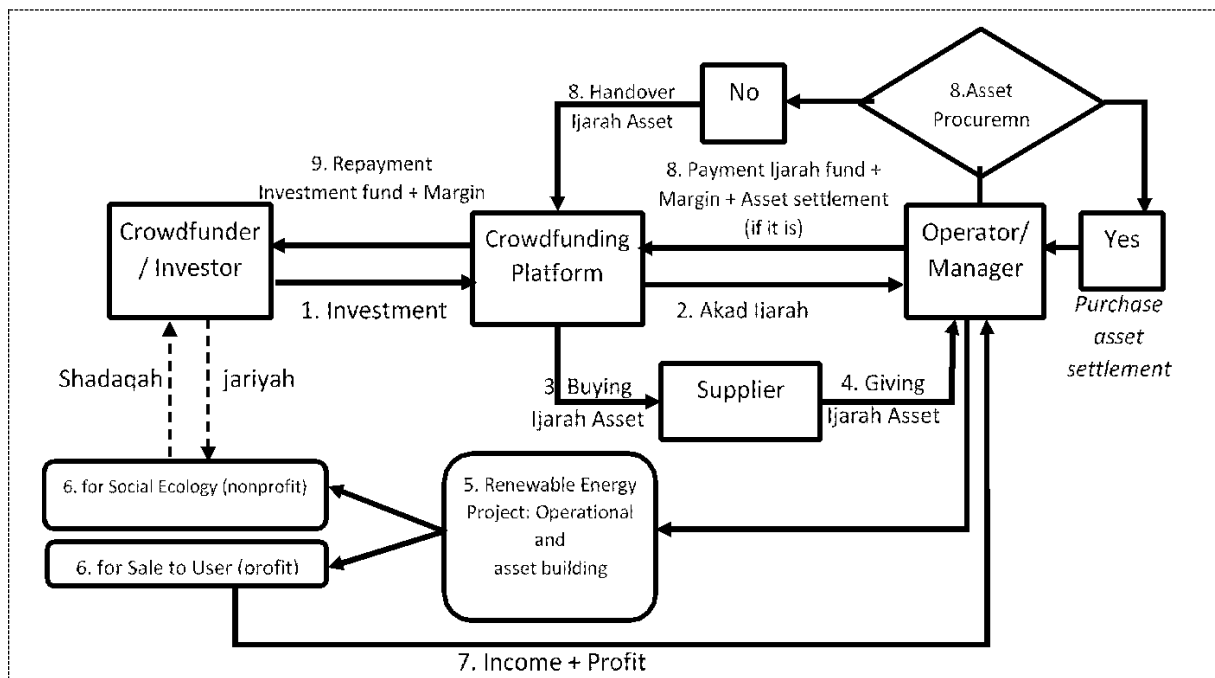 No
8.Asset
Procuremn
8. Handover
Ijarah Asset
9. Repayment
Investment fund + Margin
8. Payment Ijarah fund +
Margin + Asset settlement
(if it is)
Crowdfunder
/ Investor
Crowdfunding
Platform
Operator/
Manager
Yes
1. Investment
2. Akad Ijarah
Purchase
asset
settlement
Shadaqah
jariyah
3. Buying
Ijarah Asset
Supplier
4. Giving
Ijarah Asset
6. for Social Ecology (nonprofit)
5. Renewable Energy
Project: Operational
and
asset building
6. for Sale to User (profit)
7. Income + Profit